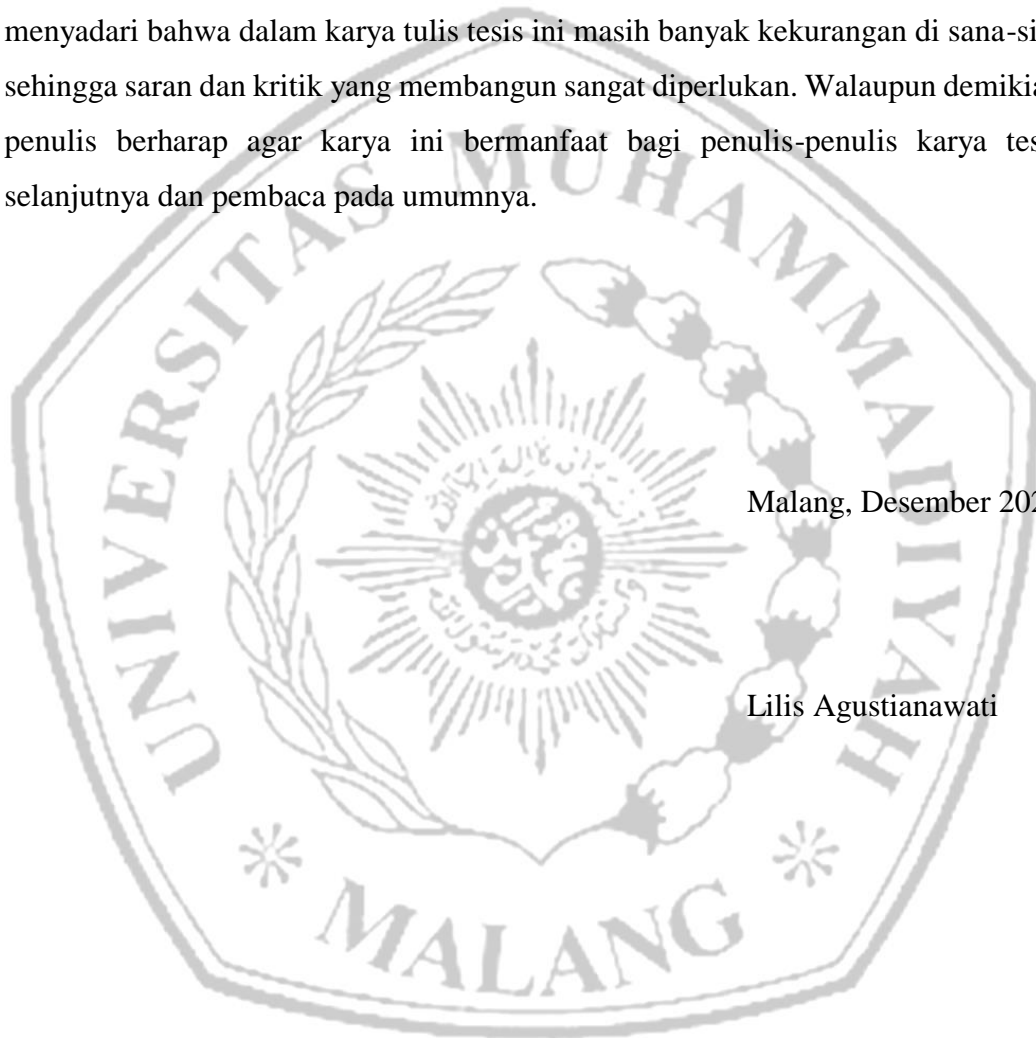 menyadari bahwa dalam karya tulis tesis ini masih banyak kekurangan di sana-si
sehingga saran dan kritik yang membangun sangat diperlukan. Walaupun demikia
penulis berharap agar karya ini bermanfaat bagi penulis-penulis karya tes
selanjutnya dan pembaca pada umumnya.
UNIVERSITAS MUHAMMADIYAH
Malang, Desember 202
Lilis Agustianawati
MALANG